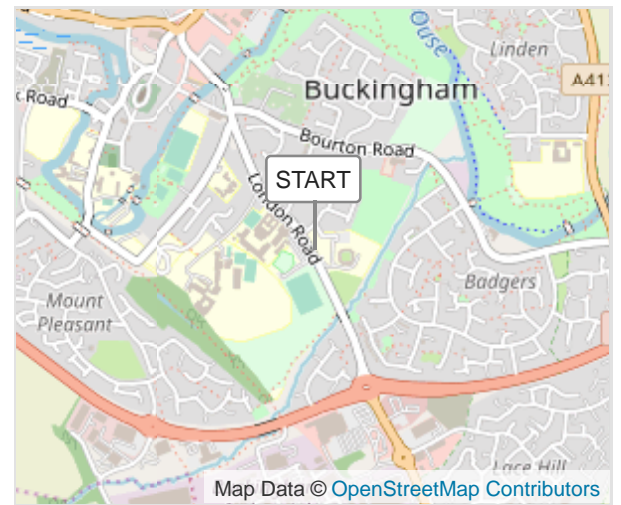 Ouse
Linden
A41
Buckingham
Road
Bourton Road
START
London Road
Badgers
Mount
Pleasant
Lace Hill
Map Data © OpenStreetMap Contributors